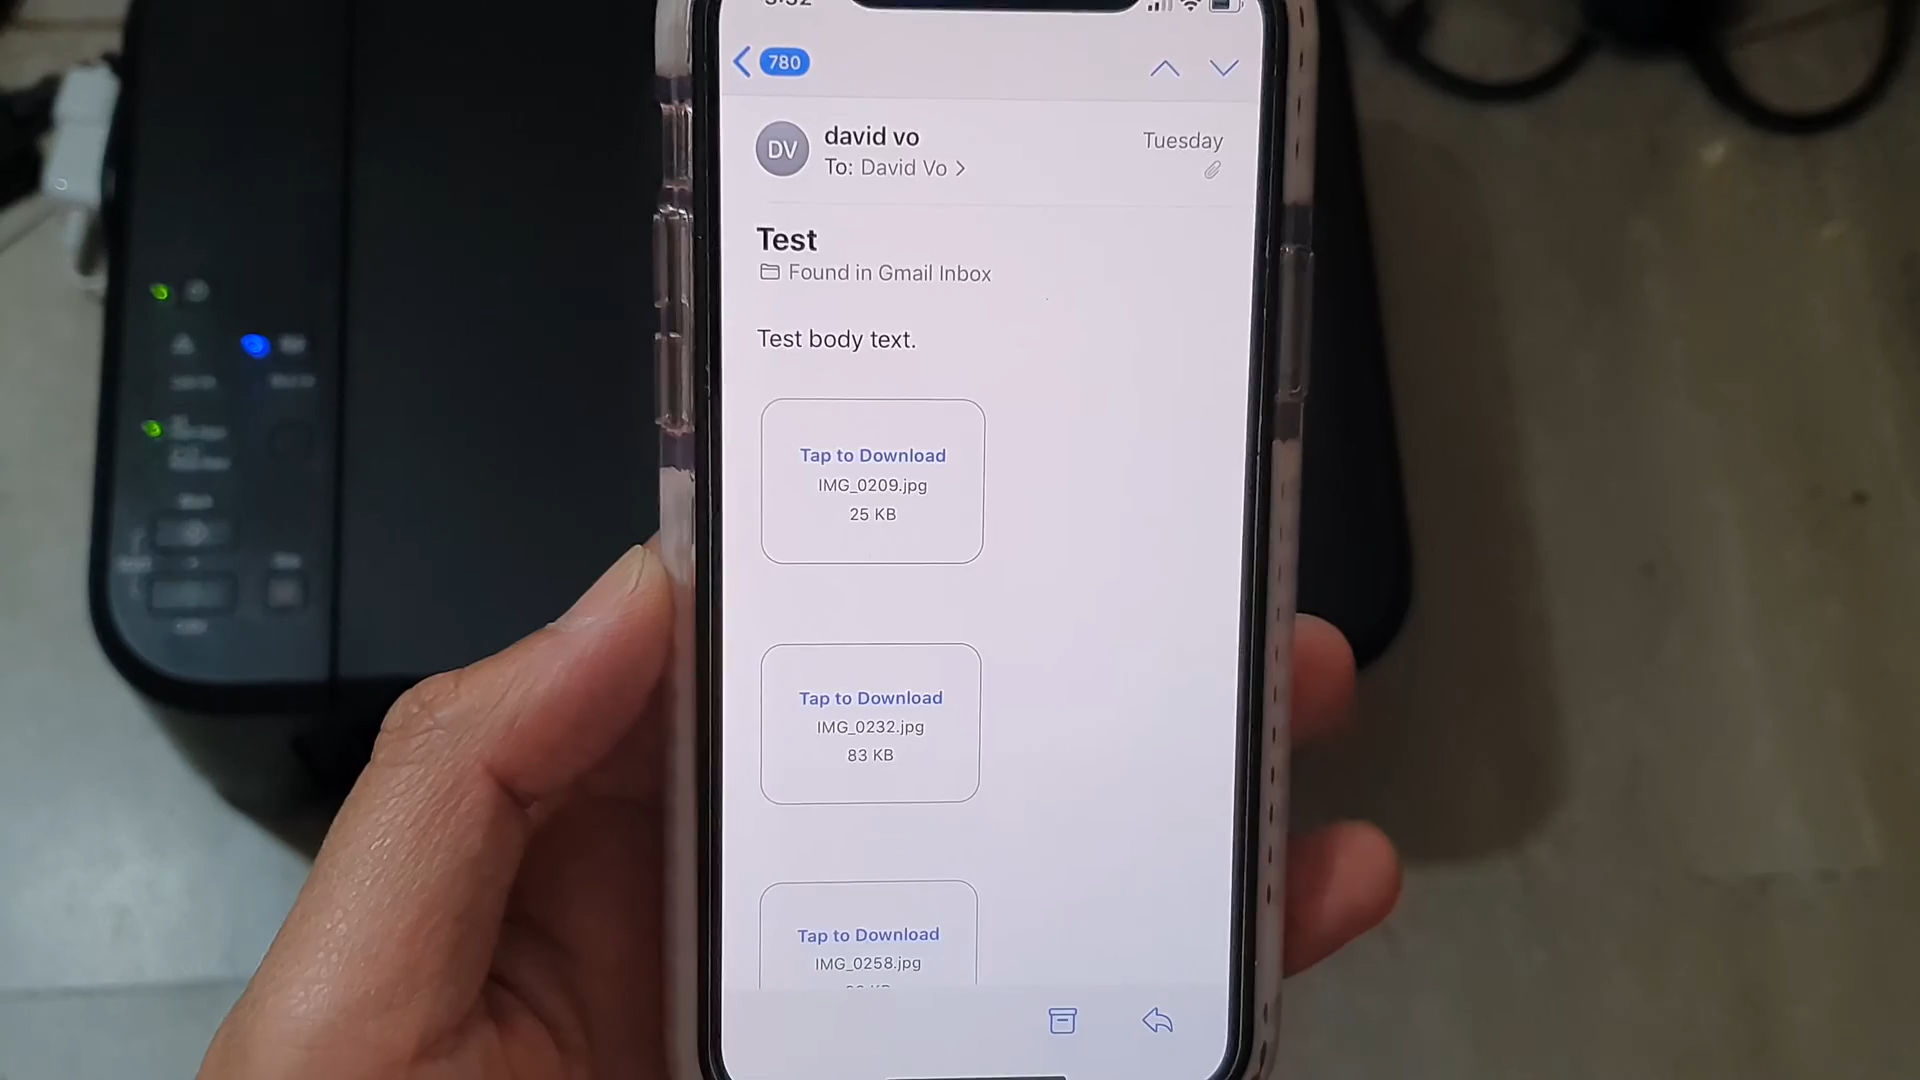 780
david vo
Tuesday
DV
To: David Vo
Test
Found in Gmail Inbox
Test body text.
Tap to Download
IMG_0209.jpg
25 KB
Tap to Download
IMG_0232.jpg
83 KB
Tap to Download
IMG_0258.jpg